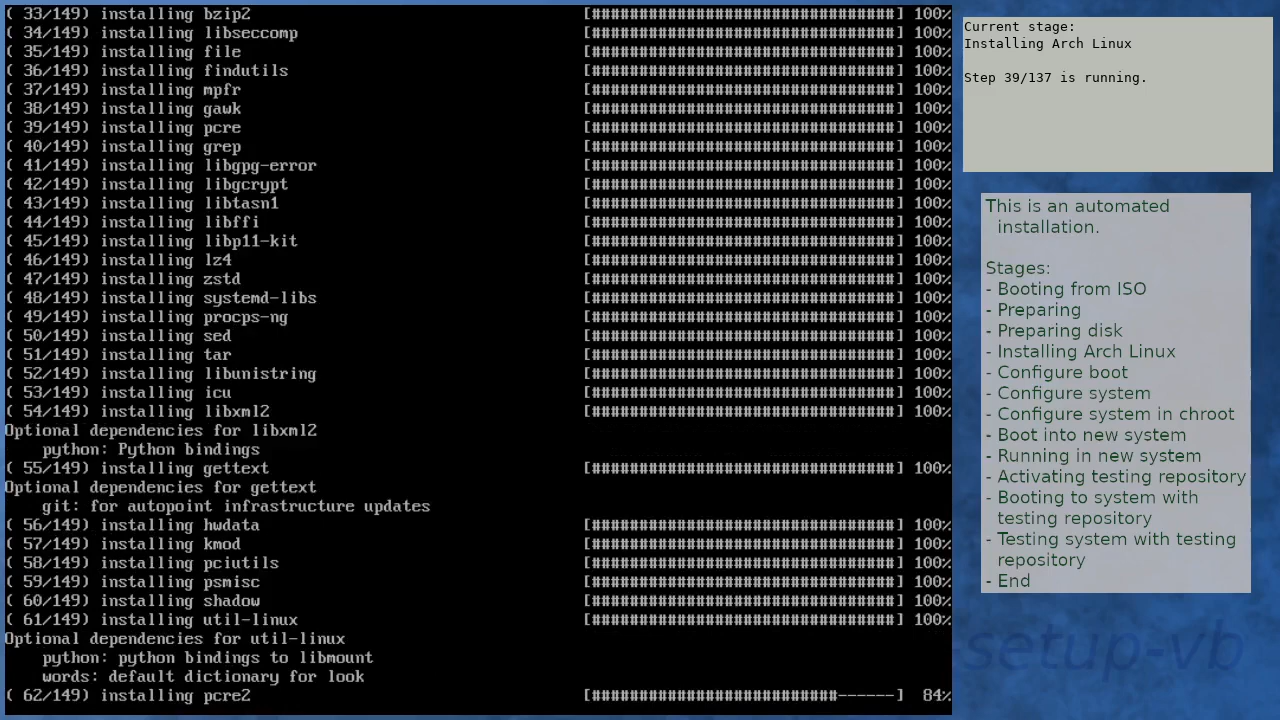 ( 33/149) installing bzip2 [################################] 100%
( 34/149) installing libseccomp [################################] 100%
( 35/149) installing file [################################] 100%
( 36/149) installing findutils [################################] 100%
( 37/149) installing mpfr [################################] 100%
( 38/149) installing gawk [################################] 100%
( 39/149) installing pcre [################################] 100%
( 40/149) installing grep [################################] 100%
( 41/149) installing libgpg-error [################################] 100%
( 42/149) installing libgcrypt [################################] 100%
( 43/149) installing libtasn1 [################################] 100%
( 44/149) installing libffi [################################] 100%
( 45/149) installing libp11-kit [################################] 100%
( 46/149) installing lz4 [################################] 100%
( 47/149) installing zstd [################################] 100%
( 48/149) installing systemd-libs [################################] 100%
( 49/149) installing procps-ng [################################] 100%
( 50/149) installing sed [################################] 100%
( 51/149) installing tar [################################] 100%
( 52/149) installing libunistring [################################] 100%
( 53/149) installing icu [################################] 100%
( 54/149) installing libxml2 [################################] 100%
Optional dependencies for libxml2
python: Python bindings
( 55/149) installing gettext [################################] 100%
Optional dependencies for gettext
git: for autopoint infrastructure updates
( 56/149) installing hwdata [################################] 100%
( 57/149) installing kmod [################################] 100%
( 58/149) installing pciutils [################################] 100%
( 59/149) installing psmisc [################################] 100%
( 60/149) installing shadow [################################] 100%
( 61/149) installing util-linux [################################] 100%
Optional dependencies for util-linux
python: python bindings to libmount
words: default dictionary for look
( 62/149) installing pcre2 [##########################------] 84%
Current stage:
Installing Arch Linux
Step 39/137 is running.
This is an automated
installation.
Stages:
- Booting from ISO
- Preparing
- Preparing disk
- Installing Arch Linux
- Configure boot
- Configure system
- Configure system in chroot
- Boot into new system
- Running in new system
- Activating testing repository
- Booting to system with
testing repository
- Testing system with testing
repository
- End
-setup-vb